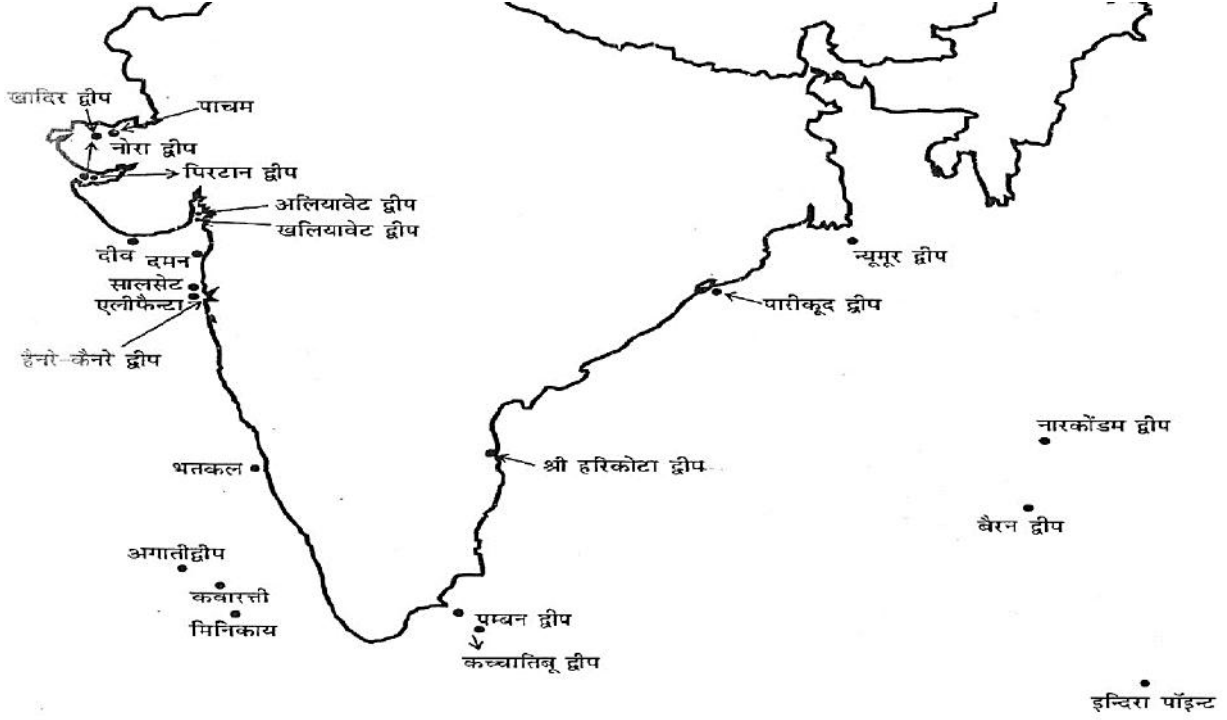 खादिर द्वीप
पाचम
नोरा द्वीप
पिरटान द्वीप
अलियावेट द्वीप
खलियावेट द्वीप
दीव
दमन
सालसेट
एलीफैन्टा
हैनरे-कैनरे द्वीप
न्यूमूर द्वीप
पारीकूद द्वीप
नारकोंडम द्वीप
श्री हरिकोटा द्वीप
भतकल
बैरन द्वीप
अगातीद्वीप
कवारत्ती
मिनिकाय
पम्बन द्वीप
कच्चातिबू द्वीप
इन्दिरा पॉइन्ट